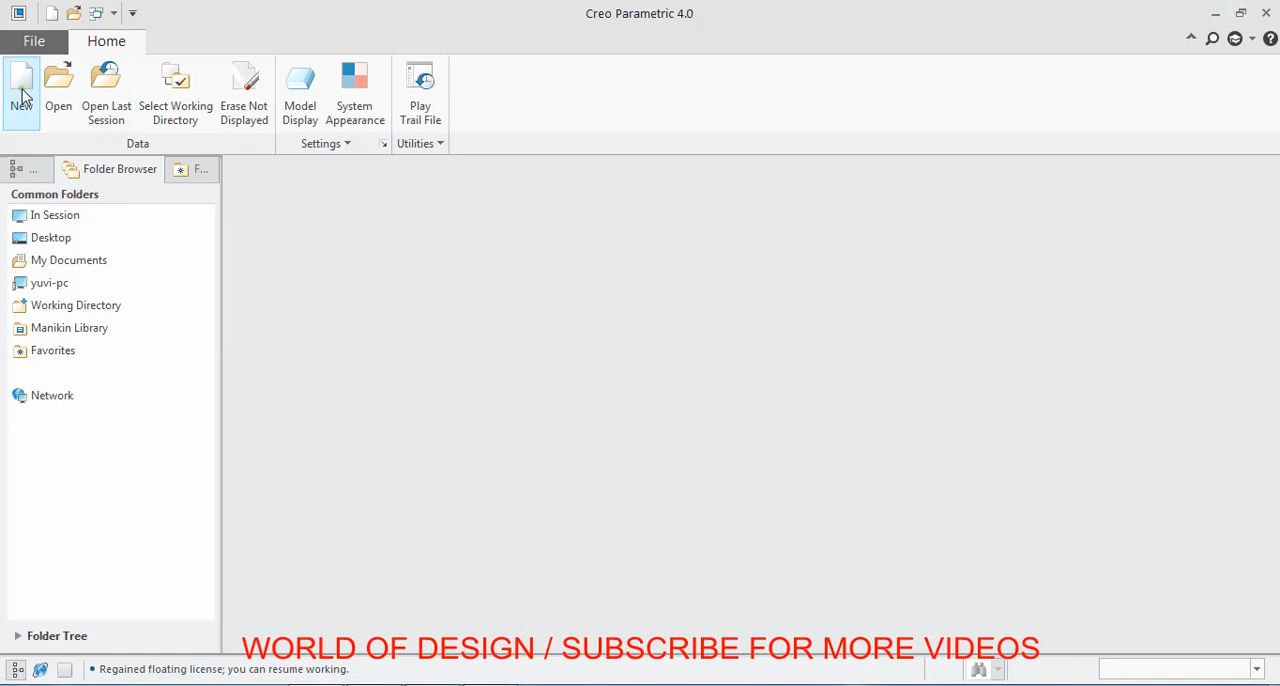 Creo Parametric 4.0
File
Home
New
Open
Open Last Session
Select Working Directory
Erase Not Displayed
Model Display
System Appearance
Play Trail File
Data
Settings
Utilities
...
Folder Browser
F...
Common Folders
In Session
Desktop
My Documents
yuvi-pc
Working Directory
Manikin Library
Favorites
Network
Folder Tree
WORLD OF DESIGN / SUBSCRIBE FOR MORE VIDEOS
• Regained floating license; you can resume working.